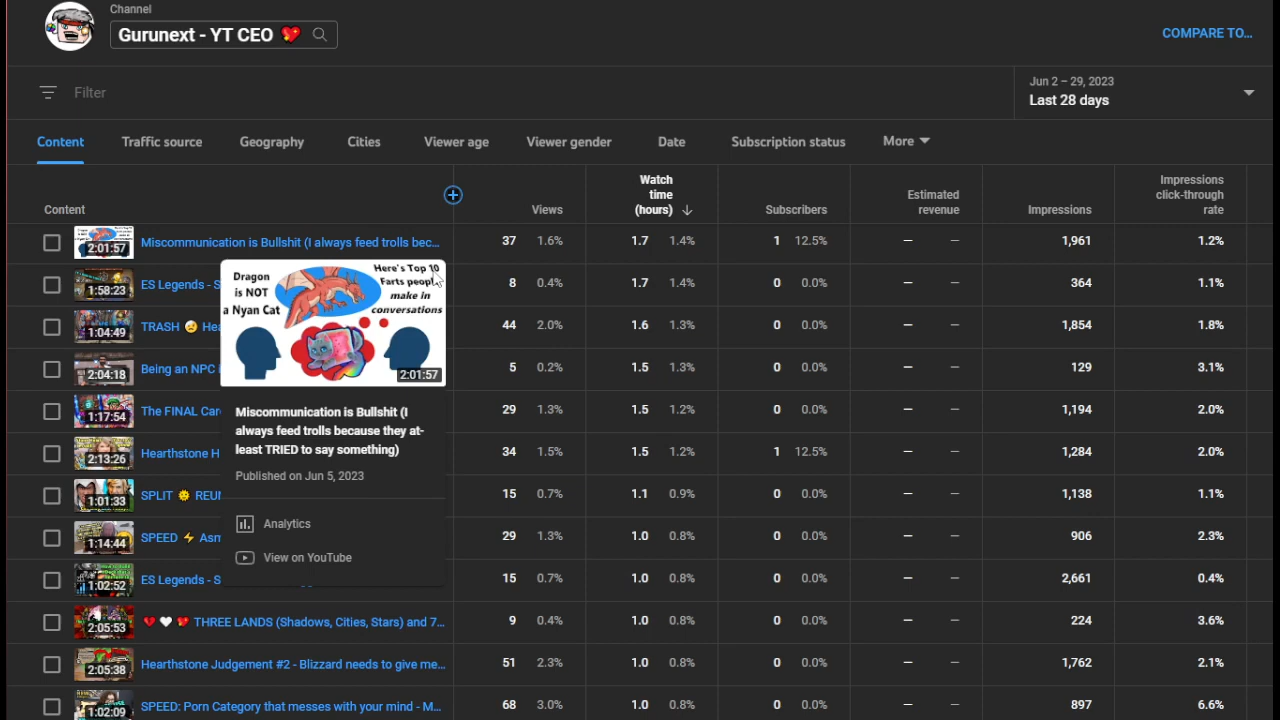 Channel
Gurunext - YT CEO 💖
COMPARE TO...
Filter
Jun 2 – 29, 2023
Last 28 days
Content Traffic source Geography Cities Viewer age Viewer gender Date Subscription status More
Content
Views
Watch
time
(hours)
Subscribers
Estimated
revenue
Impressions
Impressions
click-through
rate
2:01:57 Miscommunication is Bullshit (I always feed trolls bec... 37 1.6% 1.7 1.4% 1 12.5% — — 1,961 1.2%
1:58:23 ES Legends - S 8 0.4% 1.7 1.4% 0 0.0% — — 364 1.1%
1:04:49 TRASH 😥 Hea 44 2.0% 1.6 1.3% 0 0.0% — — 1,854 1.8%
2:04:18 Being an NPC 5 0.2% 1.5 1.3% 0 0.0% — — 129 3.1%
1:17:54 The FINAL Car 29 1.3% 1.5 1.2% 0 0.0% — — 1,194 2.0%
2:13:26 Hearthstone H 34 1.5% 1.5 1.2% 1 12.5% — — 1,284 2.0%
1:01:33 SPLIT 🌞 REU 15 0.7% 1.1 0.9% 0 0.0% — — 1,138 1.1%
1:14:44 SPEED ⚡ Asm 29 1.3% 1.0 0.8% 0 0.0% — — 906 2.3%
1:02:52 ES Legends - S 15 0.7% 1.0 0.8% 0 0.0% — — 2,661 0.4%
2:05:53 💔 🤍 💖 THREE LANDS (Shadows, Cities, Stars) and 7... 9 0.4% 1.0 0.8% 0 0.0% — — 224 3.6%
2:05:38 Hearthstone Judgement #2 - Blizzard needs to give me... 51 2.3% 1.0 0.8% 0 0.0% — — 1,762 2.1%
1:02:09 SPEED: Porn Category that messes with your mind - M... 68 3.0% 1.0 0.8% 0 0.0% — — 897 6.6%
Dragon
is NOT
a Nyan Cat
Here's Top 10
Farts people
make in
conversations
2:01:57
Miscommunication is Bullshit (I
always feed trolls because they at-
least TRIED to say something)
Published on Jun 5, 2023
Analytics
View on YouTube